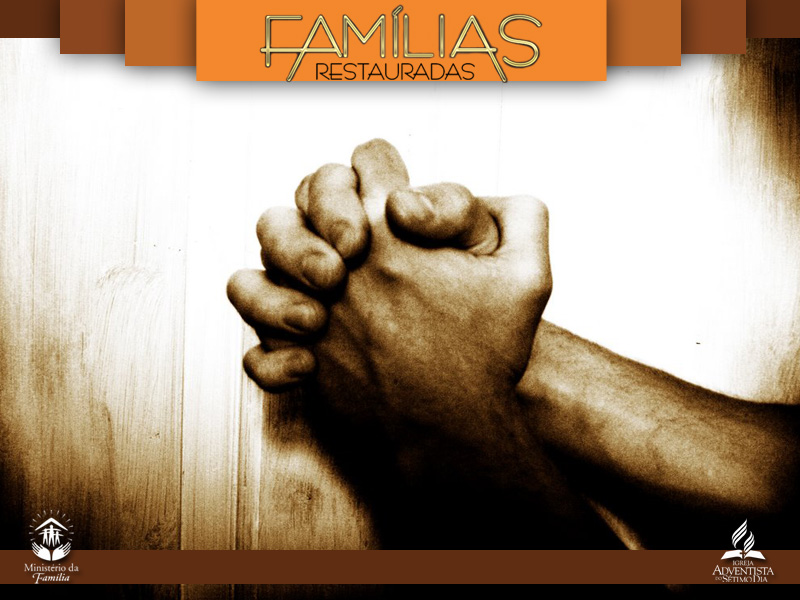 FAMÍLIAS
RESTAURADAS
Ministério da
Família
IGREJA
ADVENTISTA
DO SÉTIMO DIA